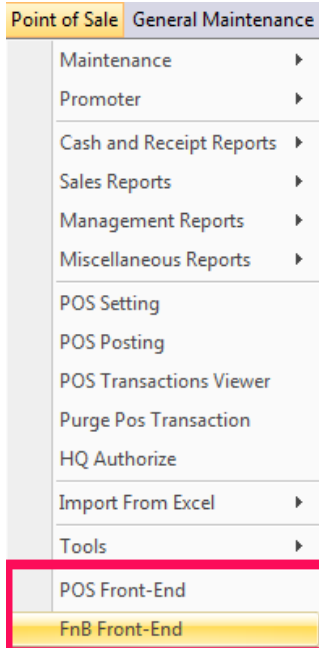 Point of Sale General Maintenance
Maintenance
Promoter
Cash and Receipt Reports
Sales Reports
Management Reports
Miscellaneous Reports
POS Setting
POS Posting
POS Transactions Viewer
Purge Pos Transaction
HQ Authorize
Import From Excel
Tools
POS Front-End
FnB Front-End